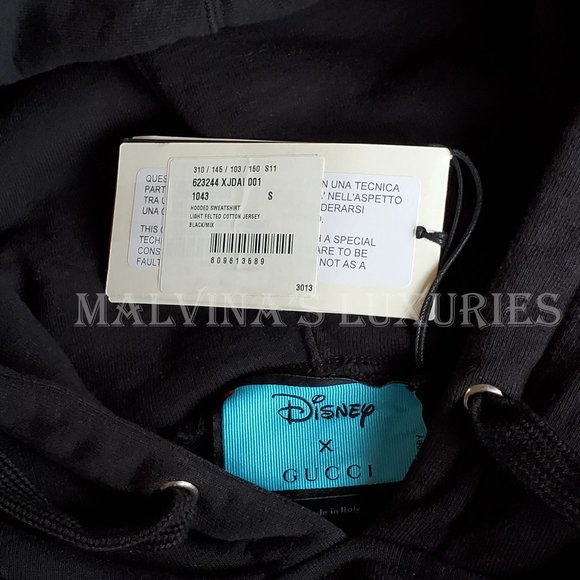 310 / 145 / 103 / 150 S11
623244 XJDAI 001
1043 S
HOODED SWEATSHIRT
LIGHT FELTED COTTON JERSEY
BLACK/MIX
809613589
3013
QUES
PART
TRA U
UNA C
THIS G
TECH
CONS
FAULT
N UNA TECNICA
' NELL'ASPETTO
DERARSI
O.
H A SPECIAL
ARE TO BE
NOT AS A
MALVINA'S LUXURIES
Disney
X
GUCCI
de in Italy